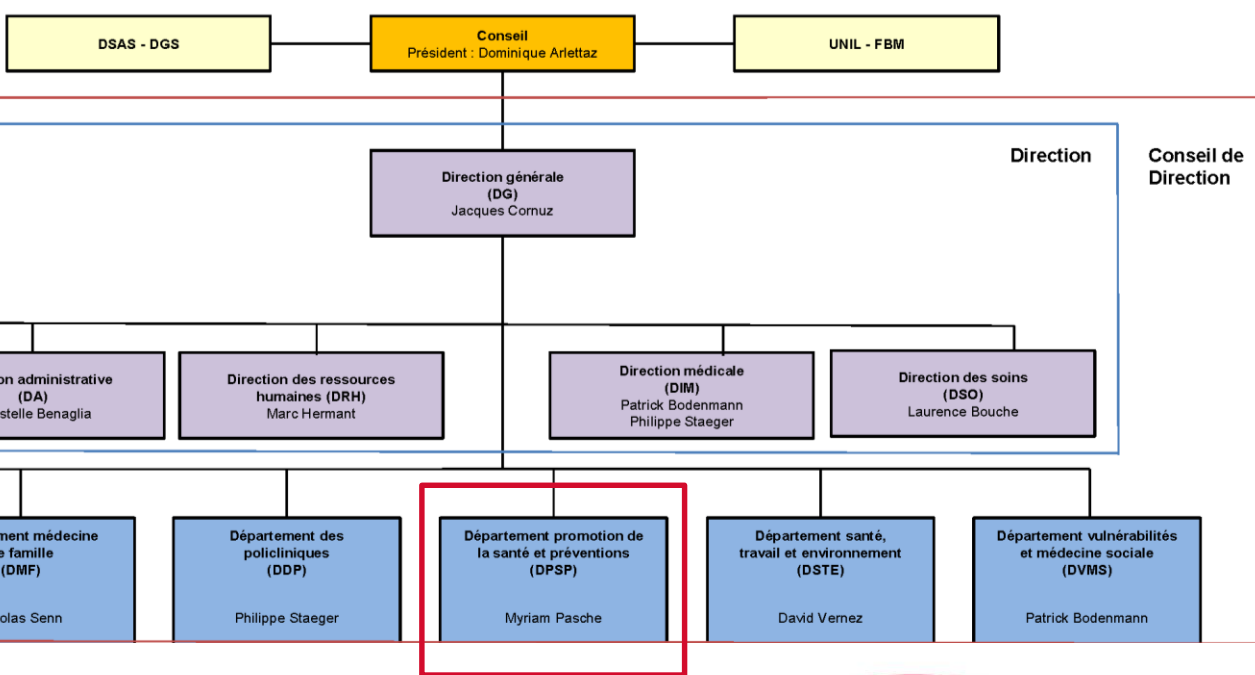 DSAS - DGS
Conseil
Président : Dominique Arlettaz
UNIL - FBM
Direction
Conseil de
Direction
Direction générale
(DG)
Jacques Cornuz
on administrative
(DA)
stelle Benaglia
Direction des ressources
humaines (DRH)
Marc Hermant
Direction médicale
(DIM)
Patrick Bodenmann
Philippe Staeger
Direction des soins
(DSO)
Laurence Bouche
ment médecine
e famille
(DMF)
olas Senn
Département des
policliniques
(DDP)
Philippe Staeger
Département promotion de
la santé et préventions
(DPSP)
Myriam Pasche
Département santé,
travail et environnement
(DSTE)
David Vernez
Département vulnérabilités
et médecine sociale
(DVMS)
Patrick Bodenmann